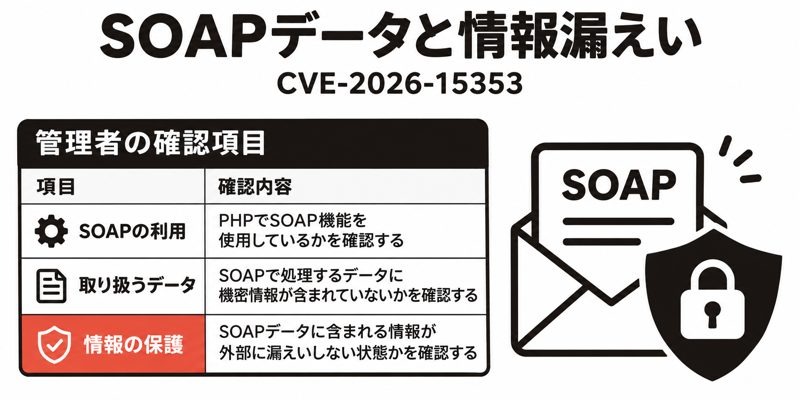 SOAPデータと情報漏えい
CVE-2026-15353
管理者の確認項目
項目
確認内容
SOAPの利用
PHPでSOAP機能を
使用しているかを確認する
取り扱うデータ
SOAPで処理するデータに
機密情報が含まれていないかを確認する
情報の保護
SOAPデータに含まれる情報が
外部に漏えいしない状態かを確認する
SOAP